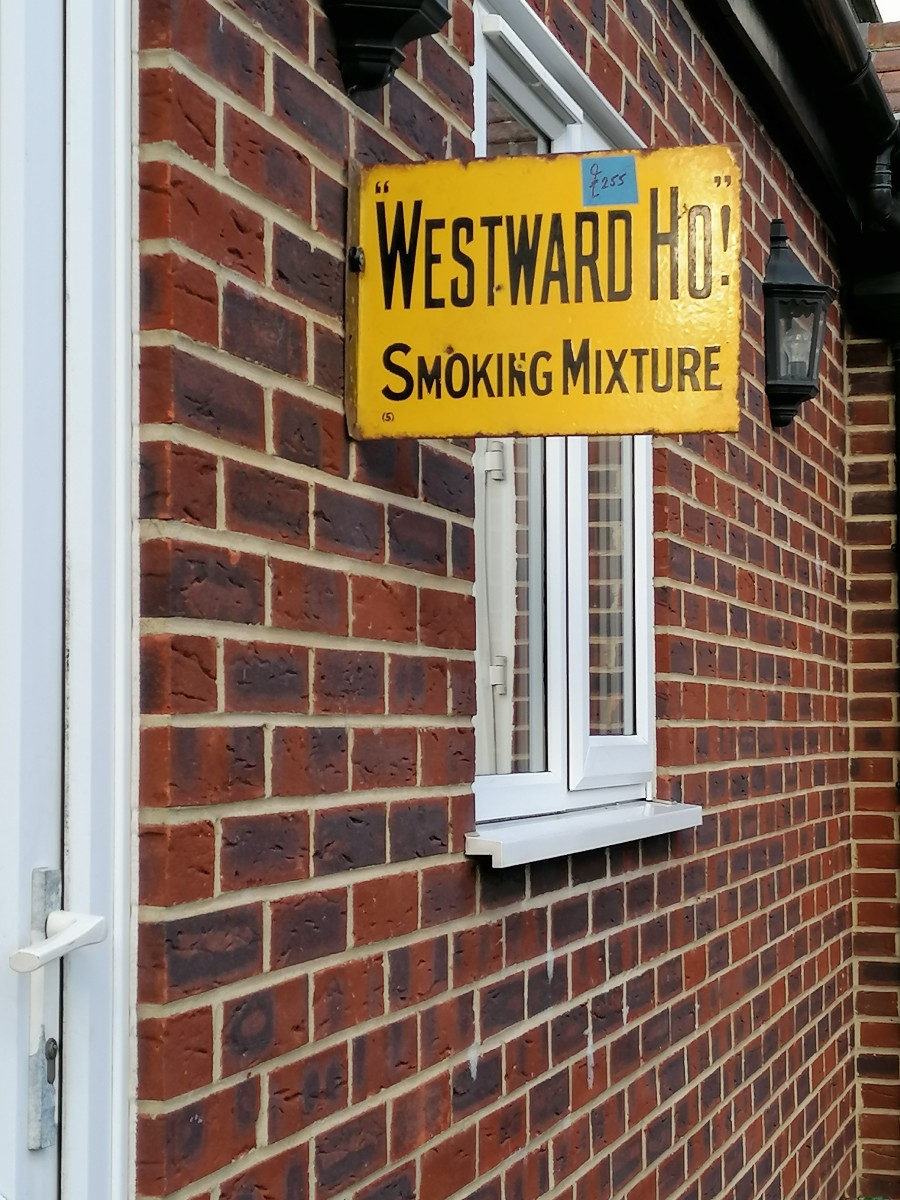 £255
“WESTWARD HO!”
SMOKING MIXTURE
(S)